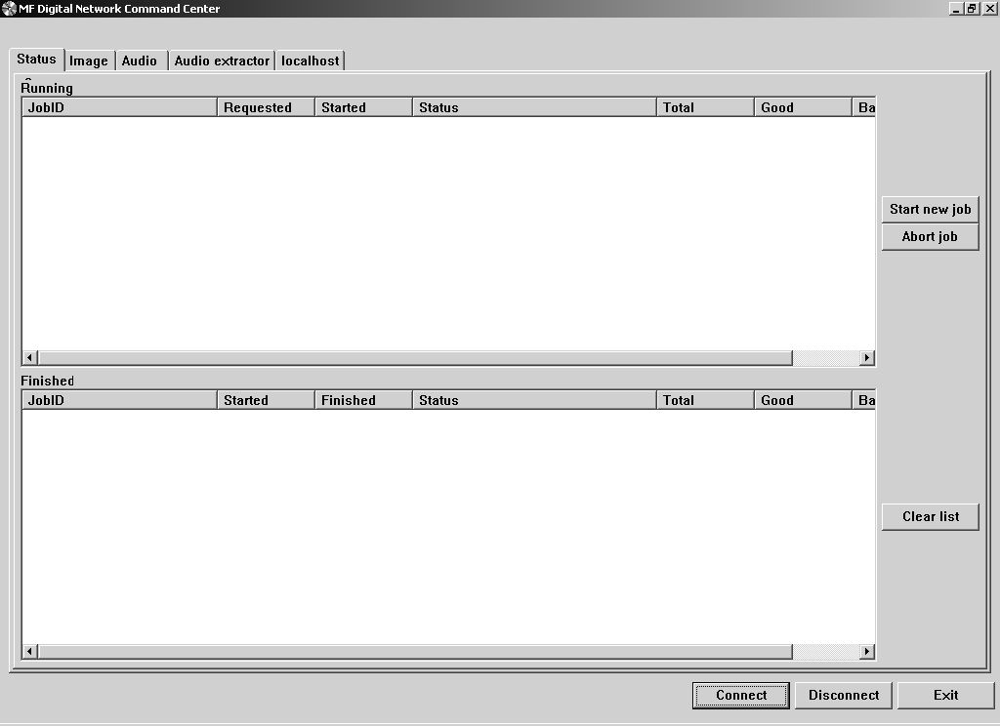 MF Digital Network Command Center
Status Image Audio Audio extractor localhost
Running
JobID Requested Started Status Total Good Ba
Start new job
Abort job
Finished
JobID Started Finished Status Total Good Ba
Clear list
Connect Disconnect Exit